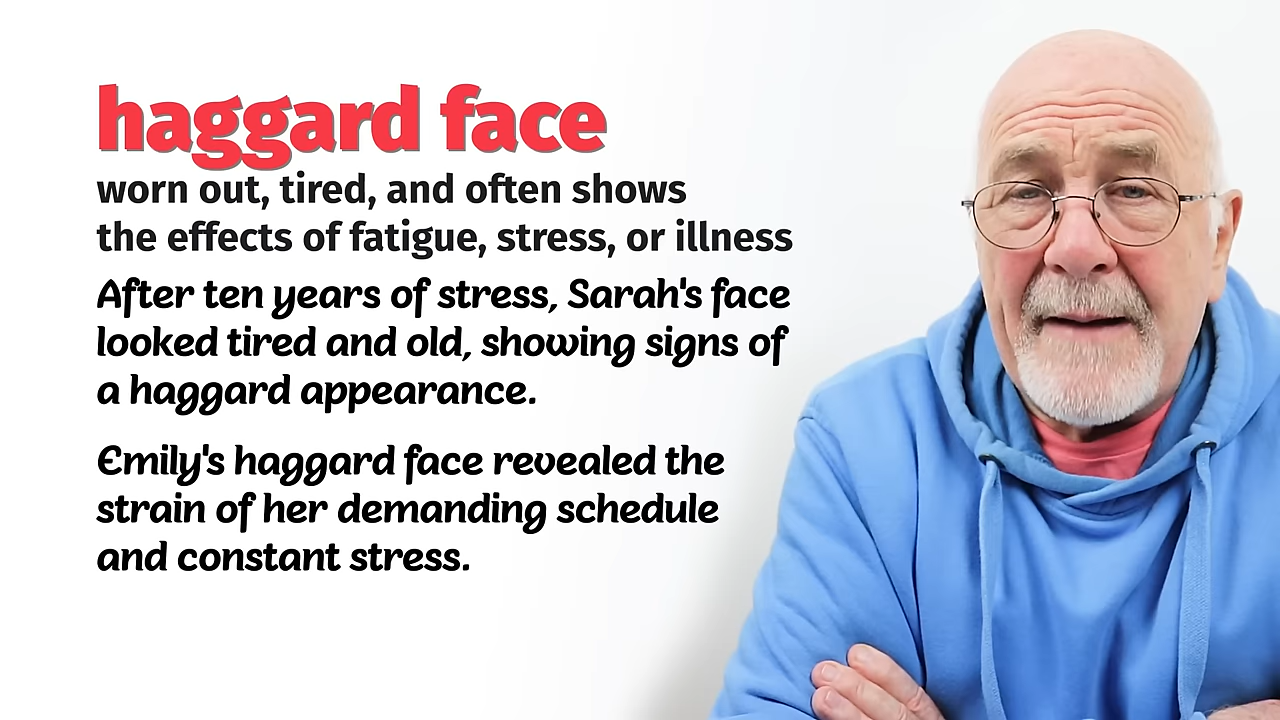 haggard face
worn out, tired, and often shows
the effects of fatigue, stress, or illness
After ten years of stress, Sarah's face
looked tired and old, showing signs of
a haggard appearance.
Emily's haggard face revealed the
strain of her demanding schedule
and constant stress.